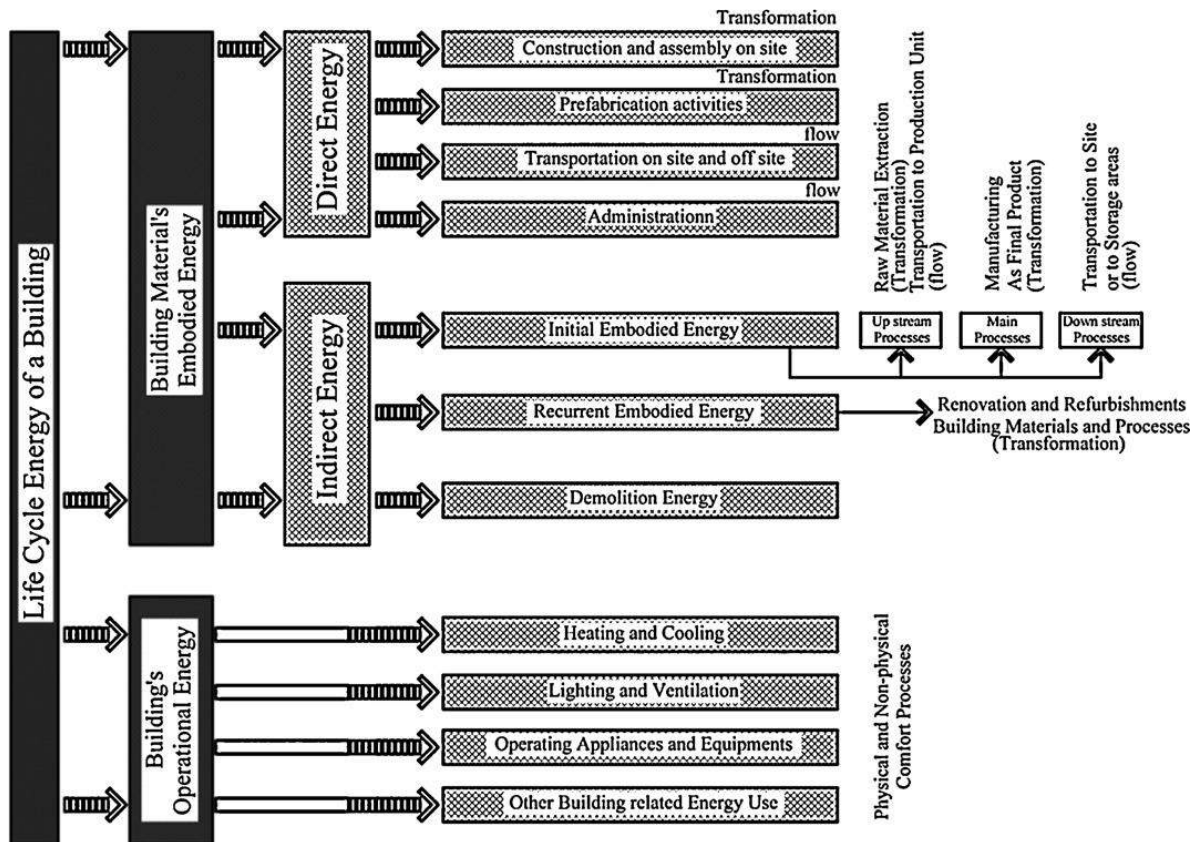 Life Cycle Energy of a Building
Building Material's
Embodied Energy
Direct Energy
Transformation
Construction and assembly on site
Transformation
Prefabrication activities
flow
Transportation on site and off site
flow
Administrationn
Indirect Energy
Initial Embodied Energy
Raw Material Extraction
(Transformation)
Transportation to Production Unit
(flow)
Up stream
Processes
Manufacturing
As Final Product
(Transformation)
Main
Processes
Transportation to Site
or to Storage areas
(flow)
Down stream
Processes
Recurrent Embodied Energy
Renovation and Refurbishments
Building Materials and Processes
(Transformation)
Demolition Energy
Building's
Operational Energy
Heating and Cooling
Lighting and Ventilation
Operating Appliances and Equipments
Other Building related Energy Use
Physical and Non-physical
Comfort Processes